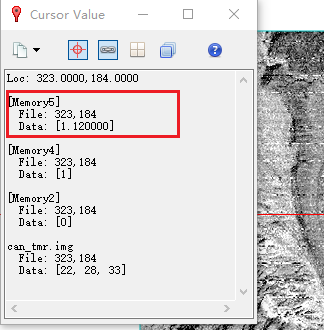 Cursor Value
Loc: 323.0000,184.0000
[Memory5]
File: 323,184
Data: [1.120000]
[Memory4]
File: 323,184
Data: [1]
[Memory2]
File: 323,184
Data: [0]
can_tmr.img
File: 323,184
Data: [22, 28, 33]